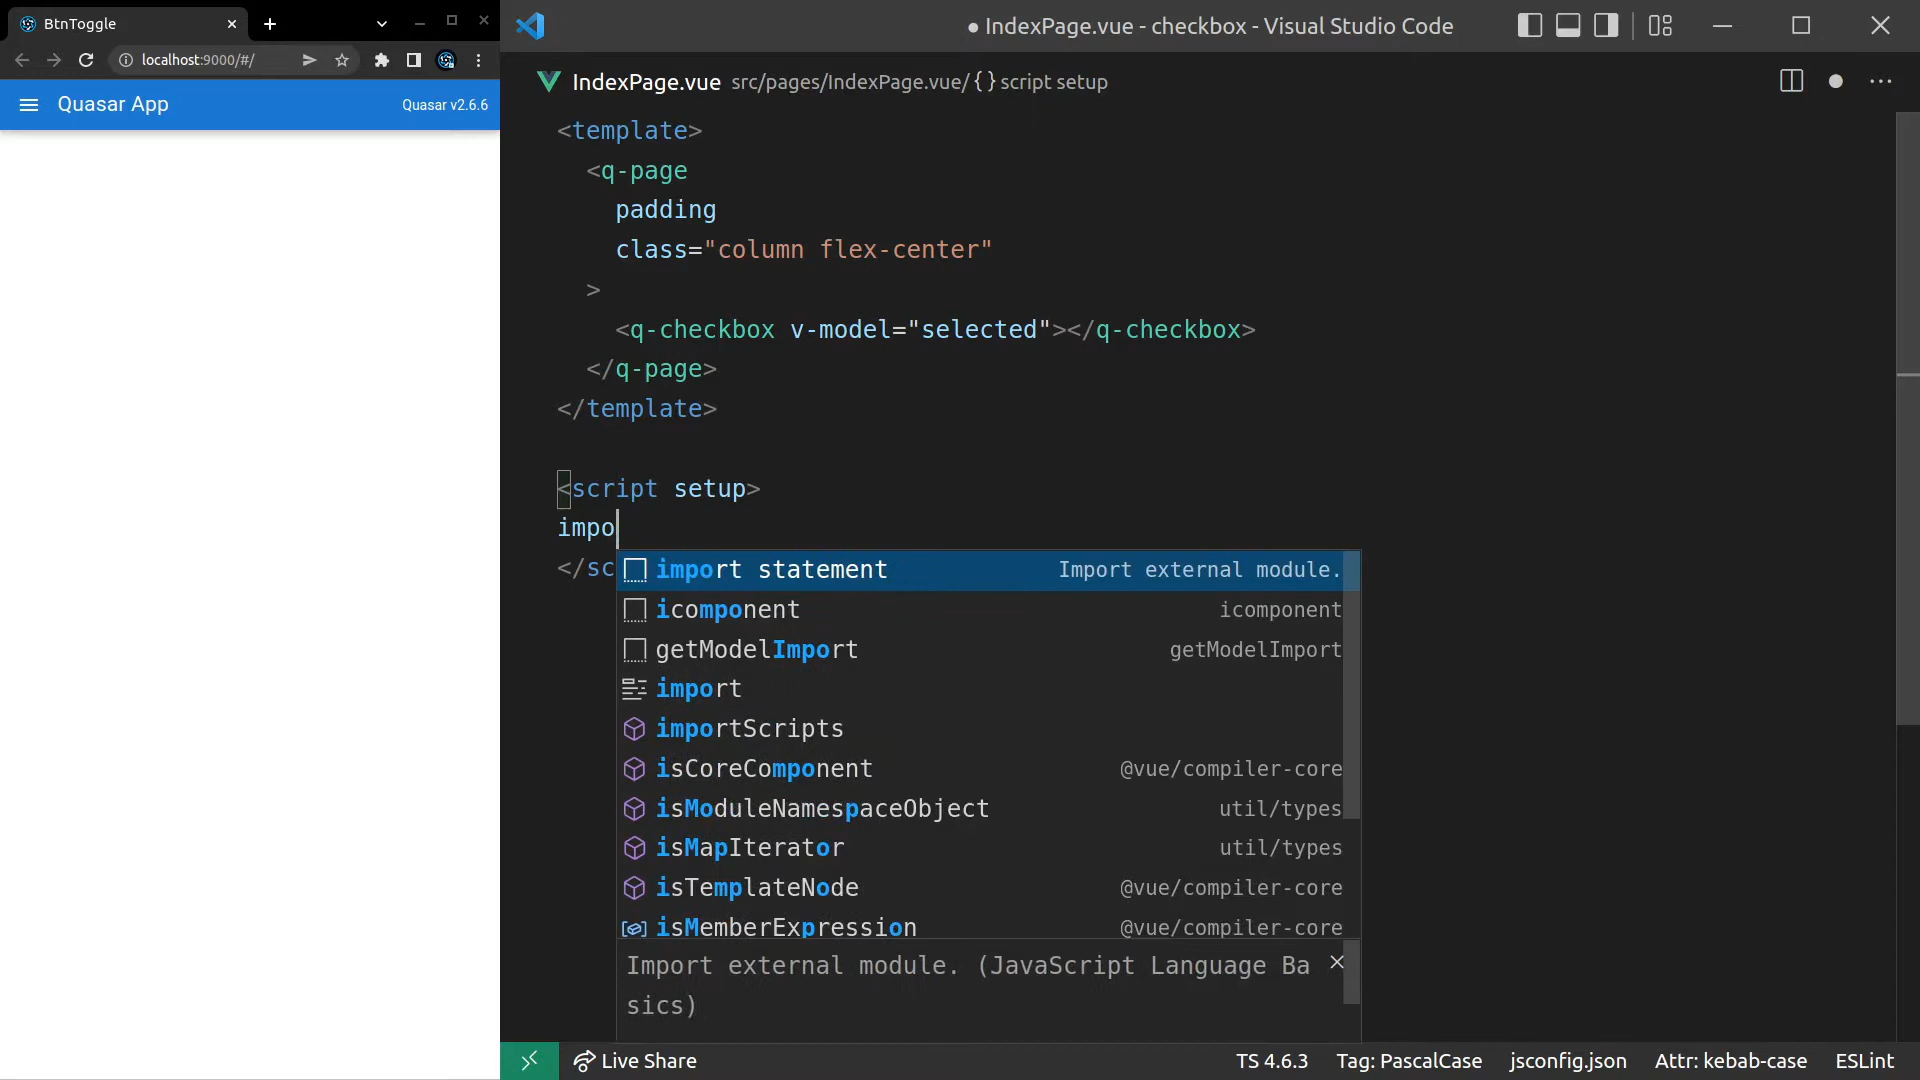 BtnToggle
localhost:9000/#/
Quasar App
Quasar v2.6.6
● IndexPage.vue - checkbox - Visual Studio Code
IndexPage.vue src/pages/IndexPage.vue/{} script setup
<template>
<q-page
padding
class="column flex-center"
>
<q-checkbox v-model="selected"></q-checkbox>
</q-page>
</template>
<script setup>
impo
</sc
import statement Import external module.
icomponent icomponent
getModelImport getModelImport
import
importScripts
isCoreComponent @vue/compiler-core
isModuleNamespaceObject util/types
isMapIterator util/types
isTemplateNode @vue/compiler-core
isMemberExpression @vue/compiler-core
Import external module. (JavaScript Language Ba
sics)
Live Share TS 4.6.3 Tag: PascalCase jsconfig.json Attr: kebab-case ESLint